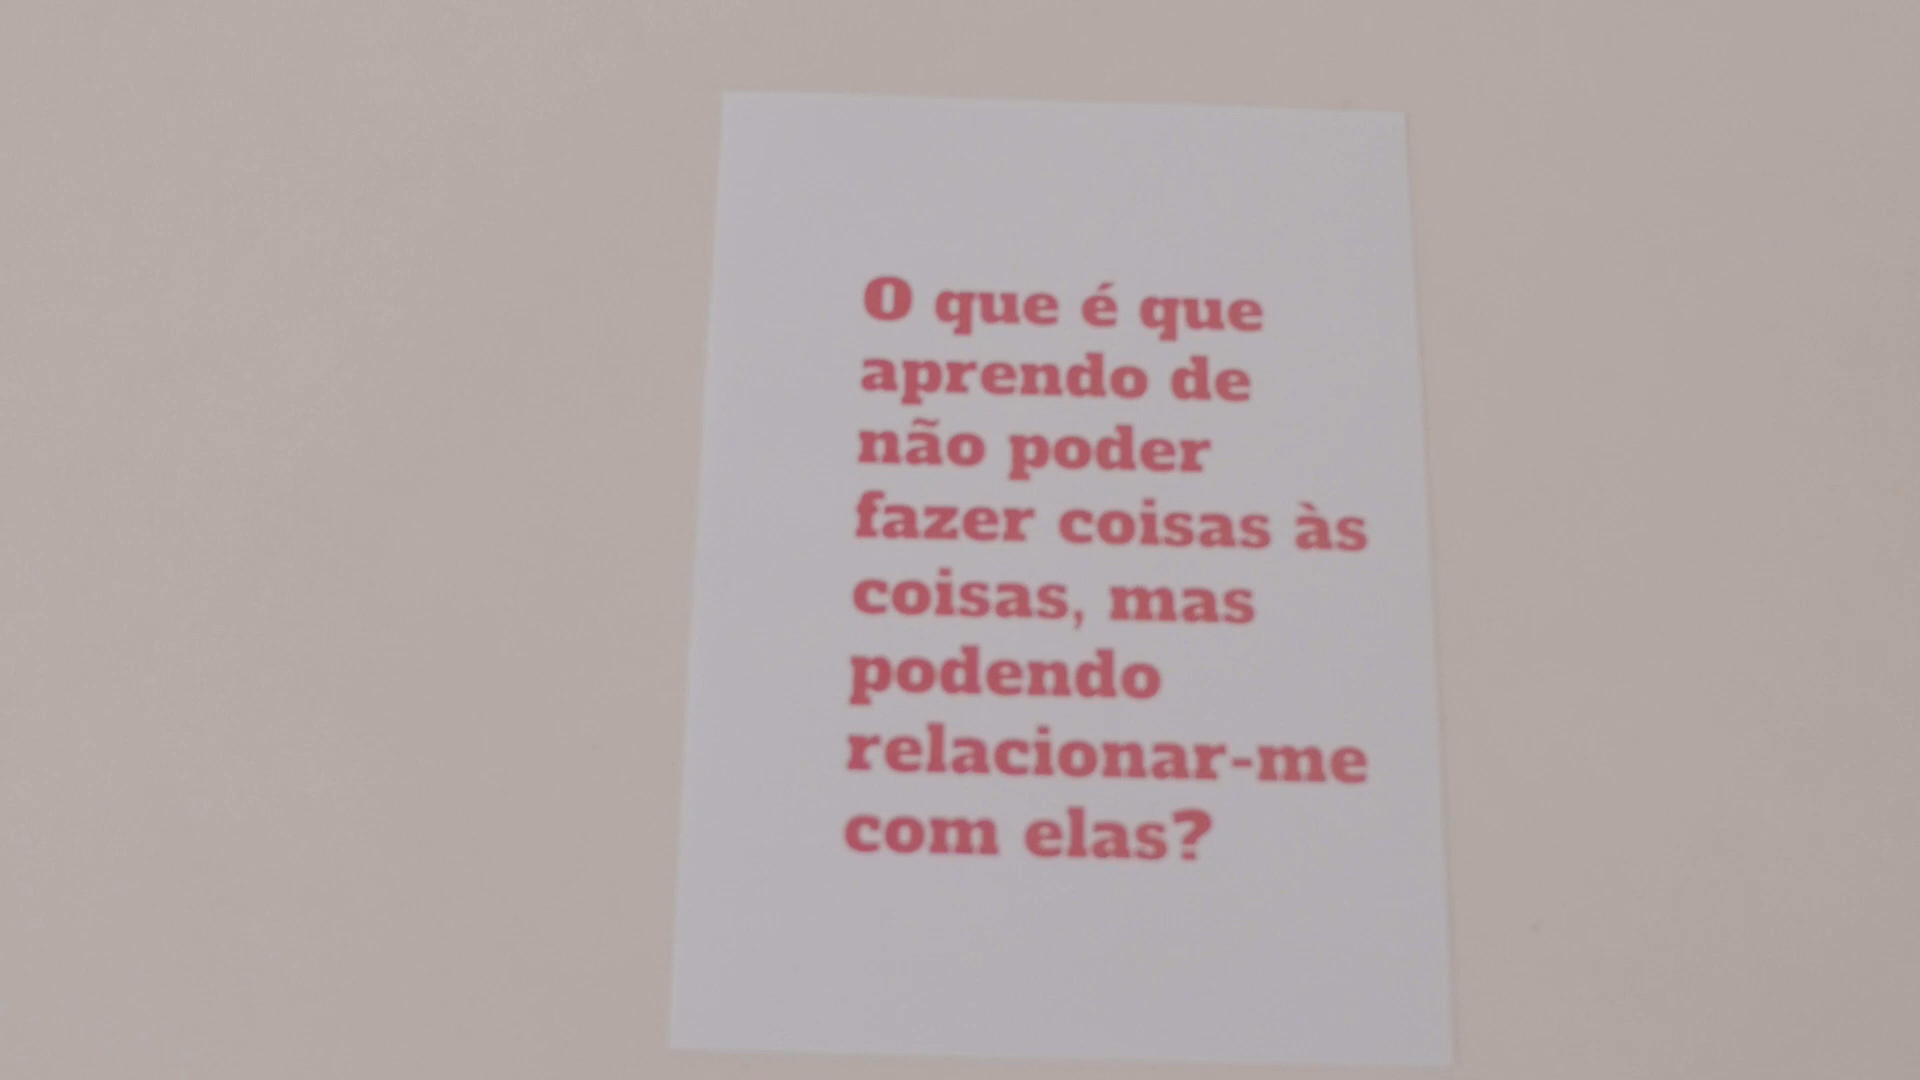 O que é que
aprendo de
não poder
fazer coisas às
coisas, mas
podendo
relacionar-me
com elas?